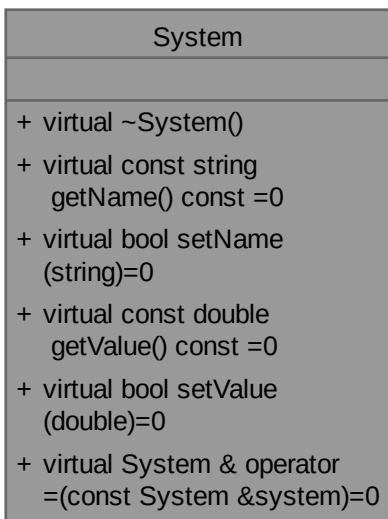 System
+ virtual ~System()
+ virtual const string
getName() const =0
+ virtual bool setName
(string)=0
+ virtual const double
getValue() const =0
+ virtual bool setValue
(double)=0
+ virtual System & operator
=(const System &system)=0